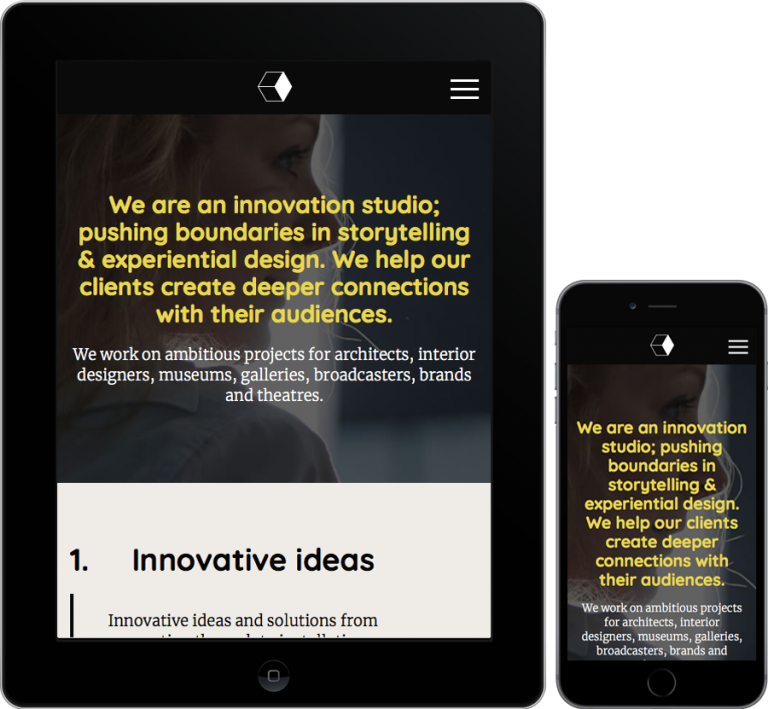 We are an innovation studio;
pushing boundaries in storytelling
& experiential design. We help our
clients create deeper connections
with their audiences.
We work on ambitious projects for architects, interior
designers, museums, galleries, broadcasters, brands
and theatres.
1. Innovative ideas
Innovative ideas and solutions from
We are an innovation
studio; pushing
boundaries in
storytelling &
experiential design.
We help our clients
create deeper
connections with
their audiences.
We work on ambitious projects
for architects, interior
designers, museums, galleries,
broadcasters, brands and